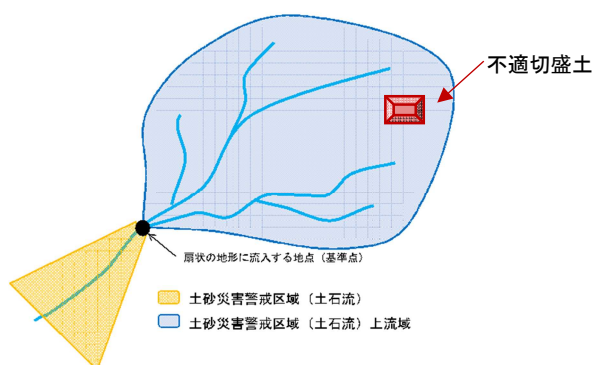 不適切盛土
扇状の地形に流入する地点（基準点）
土砂災害警戒区域（土石流）
土砂災害警戒区域（土石流）上流域